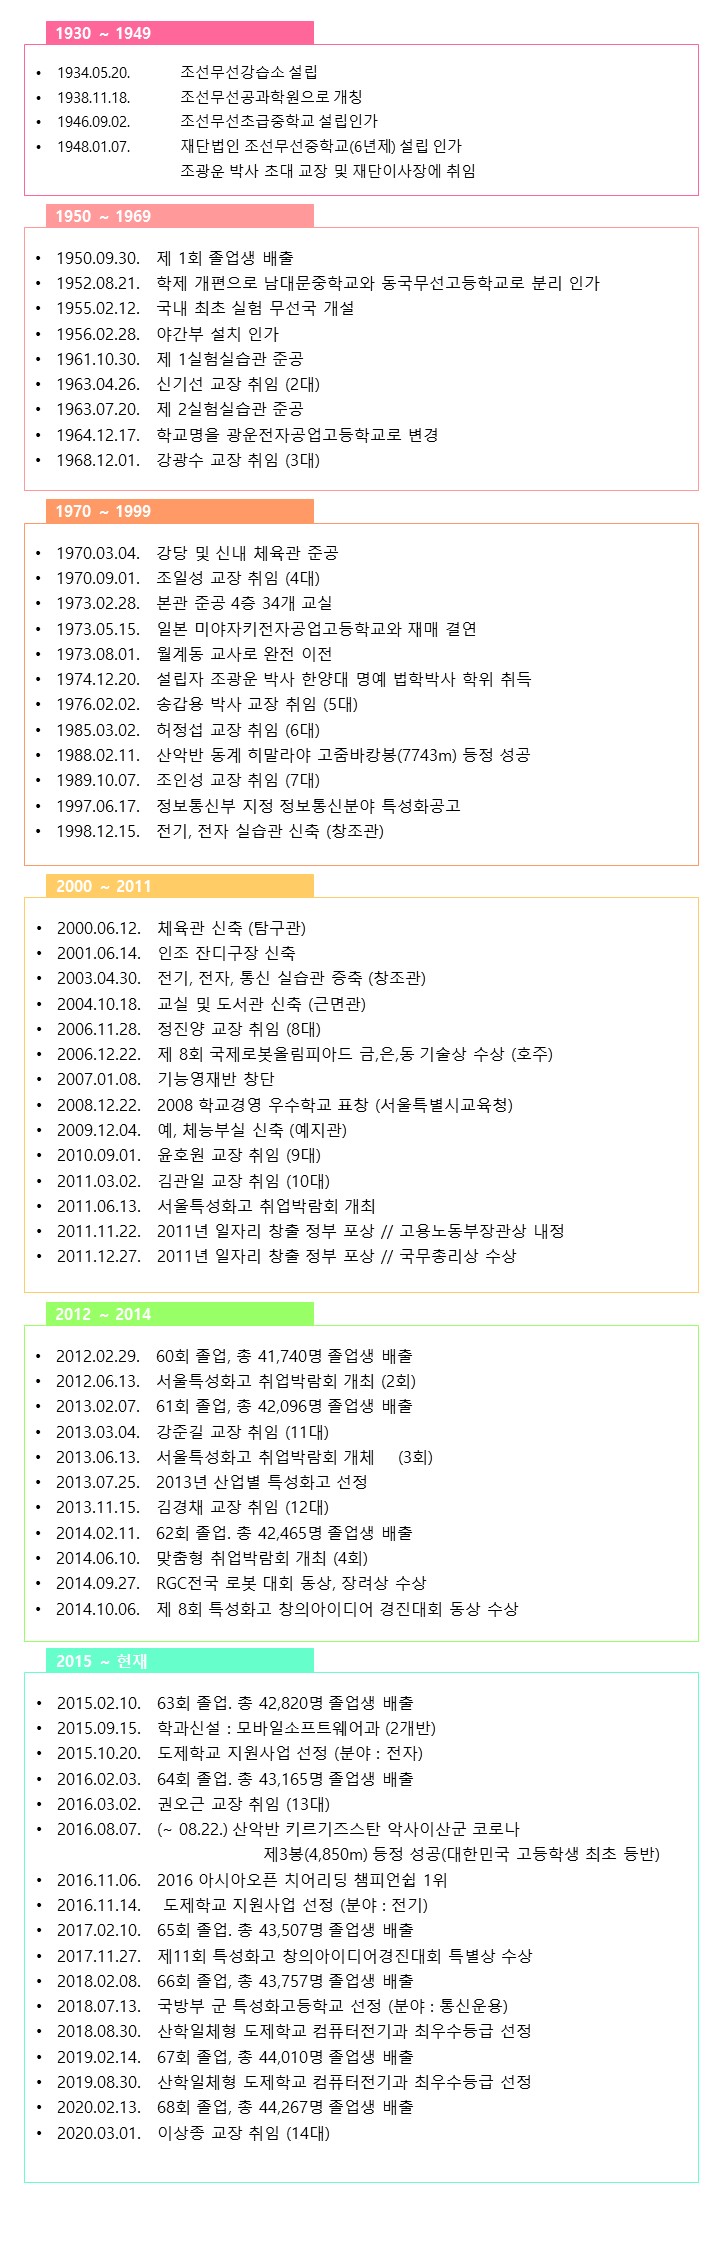 1930 ~ 1949
• 1934.05.20. 조선무선강습소 설립
• 1938.11.18. 조선무선공과학원으로 개칭
• 1946.09.02. 조선무선초급중학교 설립인가
• 1948.01.07. 재단법인 조선무선중학교(6년제) 설립 인가
조광운 박사 초대 교장 및 재단이사장에 취임
1950 ~ 1969
• 1950.09.30. 제 1회 졸업생 배출
• 1952.08.21. 학제 개편으로 남대문중학교와 동국무선고등학교로 분리 인가
• 1955.02.12. 국내 최초 실험 무선국 개설
• 1956.02.28. 야간부 설치 인가
• 1961.10.30. 제 1실험실습관 준공
• 1963.04.26. 신기선 교장 취임 (2대)
• 1963.07.20. 제 2실험실습관 준공
• 1964.12.17. 학교명을 광운전자공업고등학교로 변경
• 1968.12.01. 강광수 교장 취임 (3대)
1970 ~ 1999
• 1970.03.04. 강당 및 신내 체육관 준공
• 1970.09.01. 조일성 교장 취임 (4대)
• 1973.02.28. 본관 준공 4층 34개 교실
• 1973.05.15. 일본 미야자키전자공업고등학교와 재매 결연
• 1973.08.01. 월계동 교사로 완전 이전
• 1974.12.20. 설립자 조광운 박사 한양대 명예 법학박사 학위 취득
• 1976.02.02. 송갑용 박사 교장 취임 (5대)
• 1985.03.02. 허정섭 교장 취임 (6대)
• 1988.02.11. 산악반 동계 히말라야 고줌바캉봉(7743m) 등정 성공
• 1989.10.07. 조인성 교장 취임 (7대)
• 1997.06.17. 정보통신부 지정 정보통신분야 특성화공고
• 1998.12.15. 전기, 전자 실습관 신축 (창조관)
2000 ~ 2011
• 2000.06.12. 체육관 신축 (탐구관)
• 2001.06.14. 인조 잔디구장 신축
• 2003.04.30. 전기, 전자, 통신 실습관 증축 (창조관)
• 2004.10.18. 교실 및 도서관 신축 (근면관)
• 2006.11.28. 정진양 교장 취임 (8대)
• 2006.12.22. 제 8회 국제로봇올림피아드 금,은,동 기술상 수상 (호주)
• 2007.01.08. 기능영재반 창단
• 2008.12.22. 2008 학교경영 우수학교 표창 (서울특별시교육청)
• 2009.12.04. 예, 체능부실 신축 (예지관)
• 2010.09.01. 윤호원 교장 취임 (9대)
• 2011.03.02. 김관일 교장 취임 (10대)
• 2011.06.13. 서울특성화고 취업박람회 개최
• 2011.11.22. 2011년 일자리 창출 정부 포상 // 고용노동부장관상 내정
• 2011.12.27. 2011년 일자리 창출 정부 포상 // 국무총리상 수상
2012 ~ 2014
• 2012.02.29. 60회 졸업, 총 41,740명 졸업생 배출
• 2012.06.13. 서울특성화고 취업박람회 개최 (2회)
• 2013.02.07. 61회 졸업, 총 42,096명 졸업생 배출
• 2013.03.04. 강준길 교장 취임 (11대)
• 2013.06.13. 서울특성화고 취업박람회 개체 (3회)
• 2013.07.25. 2013년 산업별 특성화고 선정
• 2013.11.15. 김경채 교장 취임 (12대)
• 2014.02.11. 62회 졸업. 총 42,465명 졸업생 배출
• 2014.06.10. 맞춤형 취업박람회 개최 (4회)
• 2014.09.27. RGC전국 로봇 대회 동상, 장려상 수상
• 2014.10.06. 제 8회 특성화고 창의아이디어 경진대회 동상 수상
2015 ~ 현재
• 2015.02.10. 63회 졸업. 총 42,820명 졸업생 배출
• 2015.09.15. 학과신설 : 모바일소프트웨어과 (2개반)
• 2015.10.20. 도제학교 지원사업 선정 (분야 : 전자)
• 2016.02.03. 64회 졸업. 총 43,165명 졸업생 배출
• 2016.03.02. 권오근 교장 취임 (13대)
• 2016.08.07. (~ 08.22.) 산악반 키르기즈스탄 악사이산군 코로나
제3봉(4,850m) 등정 성공(대한민국 고등학생 최초 등반)
• 2016.11.06. 2016 아시아오픈 치어리딩 챔피언쉽 1위
• 2016.11.14. 도제학교 지원사업 선정 (분야 : 전기)
• 2017.02.10. 65회 졸업. 총 43,507명 졸업생 배출
• 2017.11.27. 제11회 특성화고 창의아이디어경진대회 특별상 수상
• 2018.02.08. 66회 졸업, 총 43,757명 졸업생 배출
• 2018.07.13. 국방부 군 특성화고등학교 선정 (분야 : 통신운용)
• 2018.08.30. 산학일체형 도제학교 컴퓨터전기과 최우수등급 선정
• 2019.02.14. 67회 졸업, 총 44,010명 졸업생 배출
• 2019.08.30. 산학일체형 도제학교 컴퓨터전기과 최우수등급 선정
• 2020.02.13. 68회 졸업, 총 44,267명 졸업생 배출
• 2020.03.01. 이상종 교장 취임 (14대)